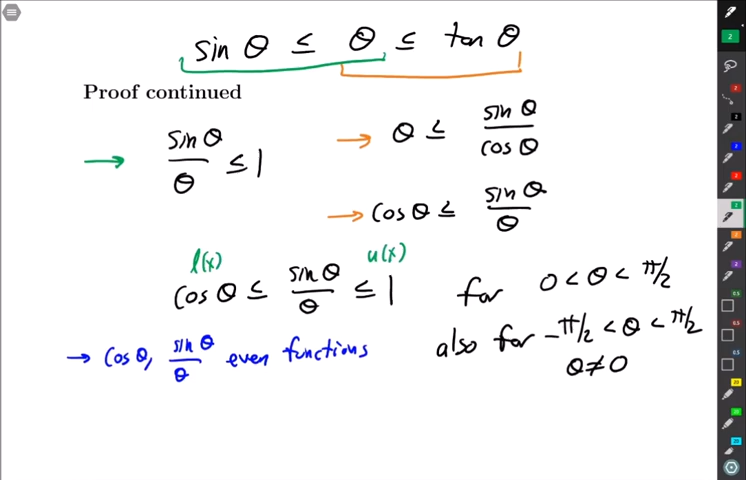 sin θ ≤ θ ≤ tan θ
Proof continued
→ sin θ / θ ≤ 1
→ θ ≤ sin θ / cos θ
→ cos θ ≤ sin θ / θ
l(x) u(x)
cos θ ≤ sin θ / θ ≤ 1 for 0 < θ < π/2
also for -π/2 < θ < π/2
θ ≠ 0
→ cos θ, sin θ / θ even functions